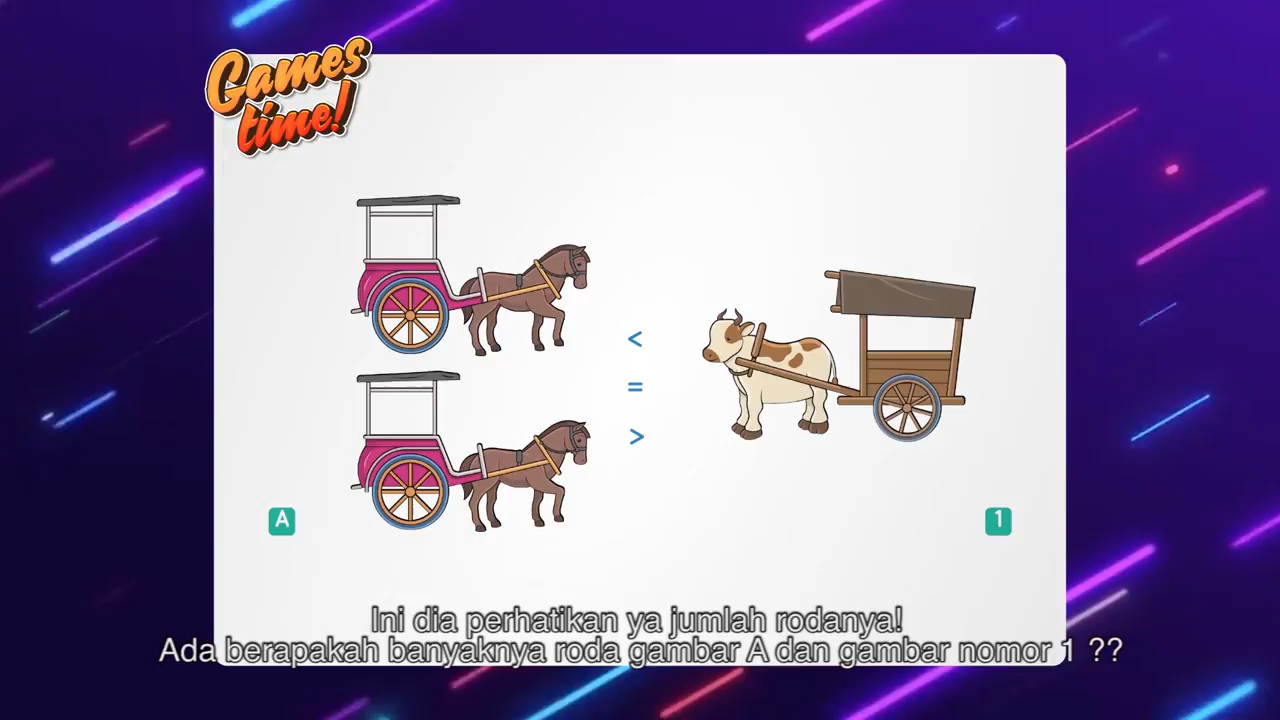 Games
time!
<
=
>
A
1
Ini dia perhatikan ya jumlah rodanya!
Ada berapakah banyaknya roda gambar A dan gambar nomor 1 ??